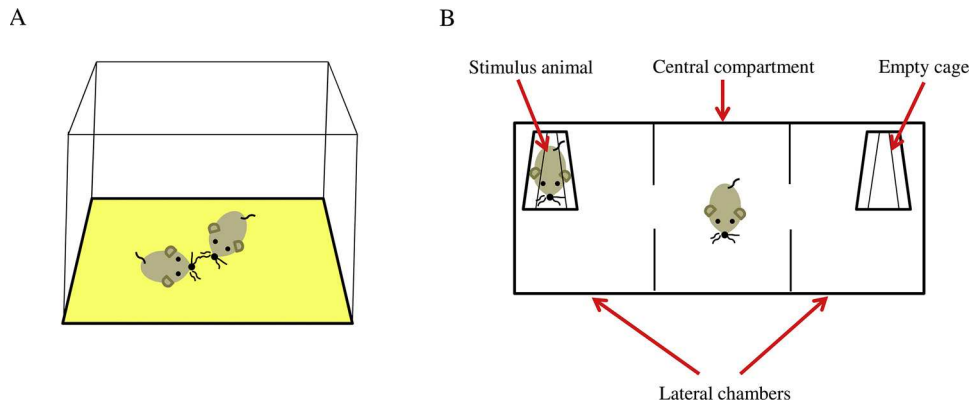 A
B
Stimulus animal
Central compartment
Empty cage
Lateral chambers